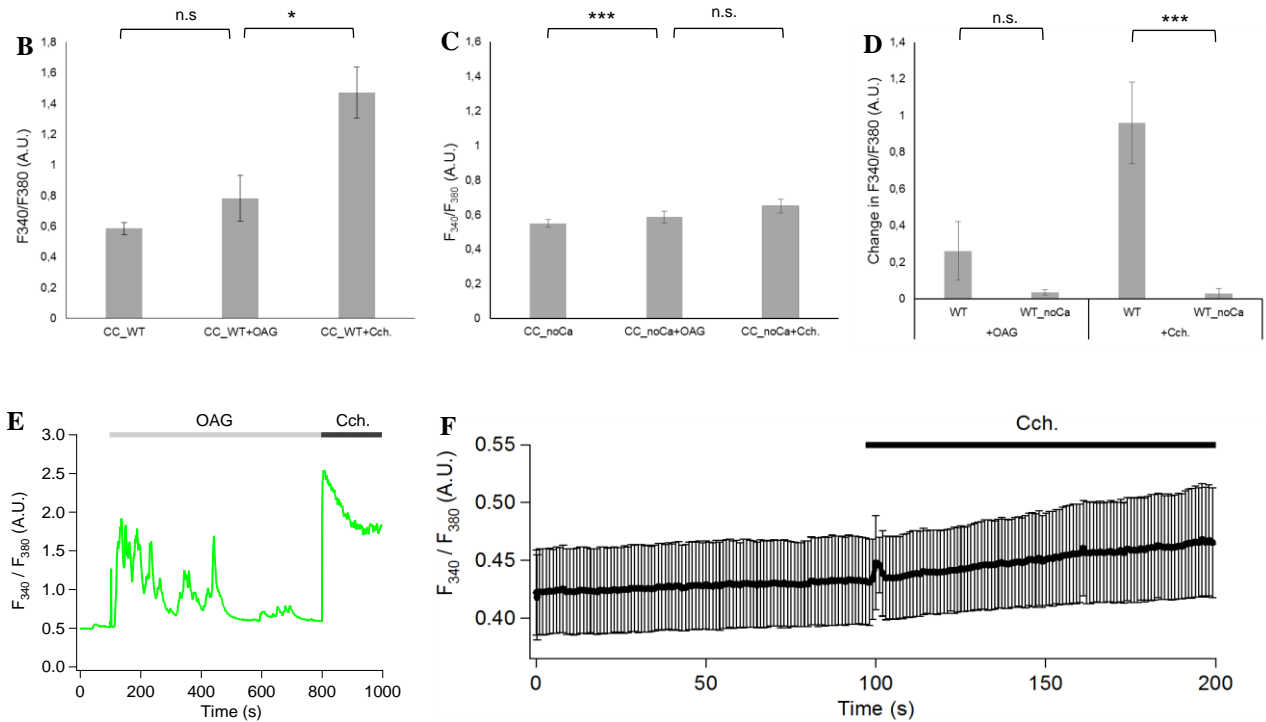 B
n.s
*
1,8
1,6
1,4
1,2
1
0,8
0,6
0,4
0,2
0
F340/F380 (A.U.)
CC_WT
CC_WT+OAG
CC_WT+Cch.
C
***
n.s.
1,6
1,4
1,2
1
0,8
0,6
0,4
0,2
0
F340/F380 (A.U.)
CC_noCa
CC_noCa+OAG
CC_noCa+Cch.
D
n.s.
***
1,4
1,2
1
0,8
0,6
0,4
0,2
0
Change in F340/F380 (A.U.)
WT
WT_noCa
WT
WT_noCa
+OAG
+Cch.
E
OAG
Cch.
3.0
2.5
2.0
1.5
1.0
0.5
0.0
F340 / F380 (A.U.)
0
200
400
600
800
1000
Time (s)
F
Cch.
0.55
0.50
0.45
0.40
F340 / F380 (A.U.)
0
50
100
150
200
Time (s)